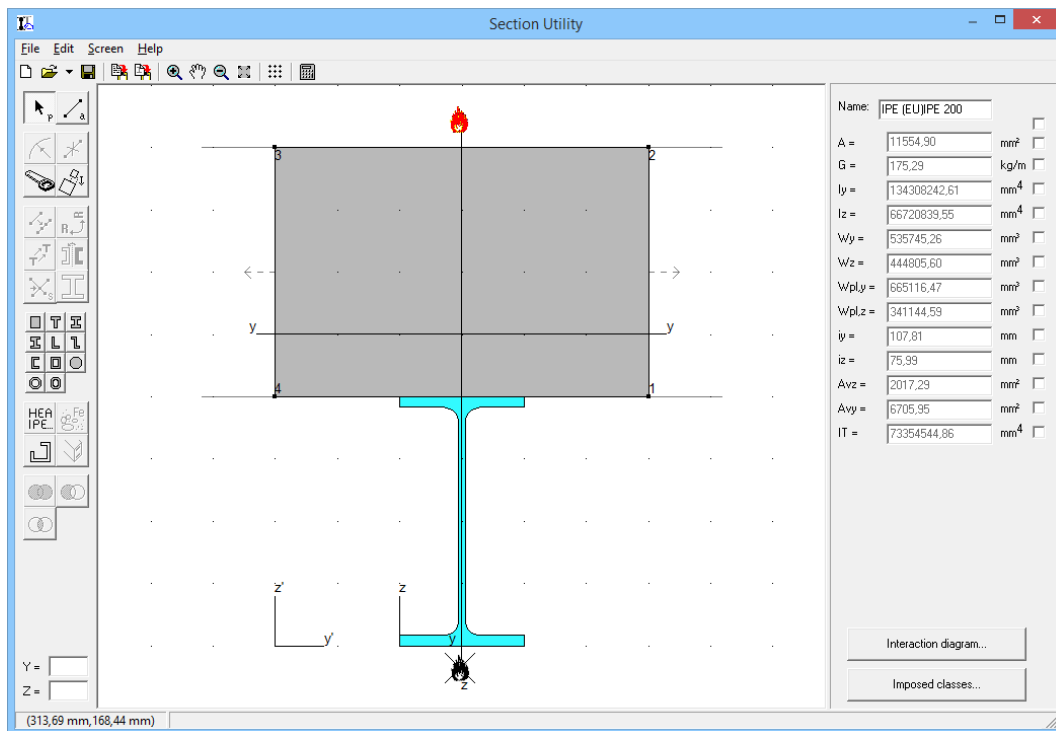 Section Utility
File Edit Screen Help
p a
R
T
S
HEA IPE... Fe
Y =
Z =
(313,69 mm,168,44 mm)
3 2
y y
4 1
z' z
y' y
z
Name: IPE (EU)IPE 200
A = 11554,90 mm²
G = 175,29 kg/m
Iy = 134308242,61 mm4
Iz = 66720839,55 mm4
Wy = 535745,26 mm³
Wz = 444805,60 mm³
Wpl,y = 665116,47 mm³
Wpl,z = 341144,59 mm³
iy = 107,81 mm
iz = 75,99 mm
Avz = 2017,29 mm²
Avy = 6705,95 mm²
IT = 73354544,86 mm4
Interaction diagram...
Imposed classes...